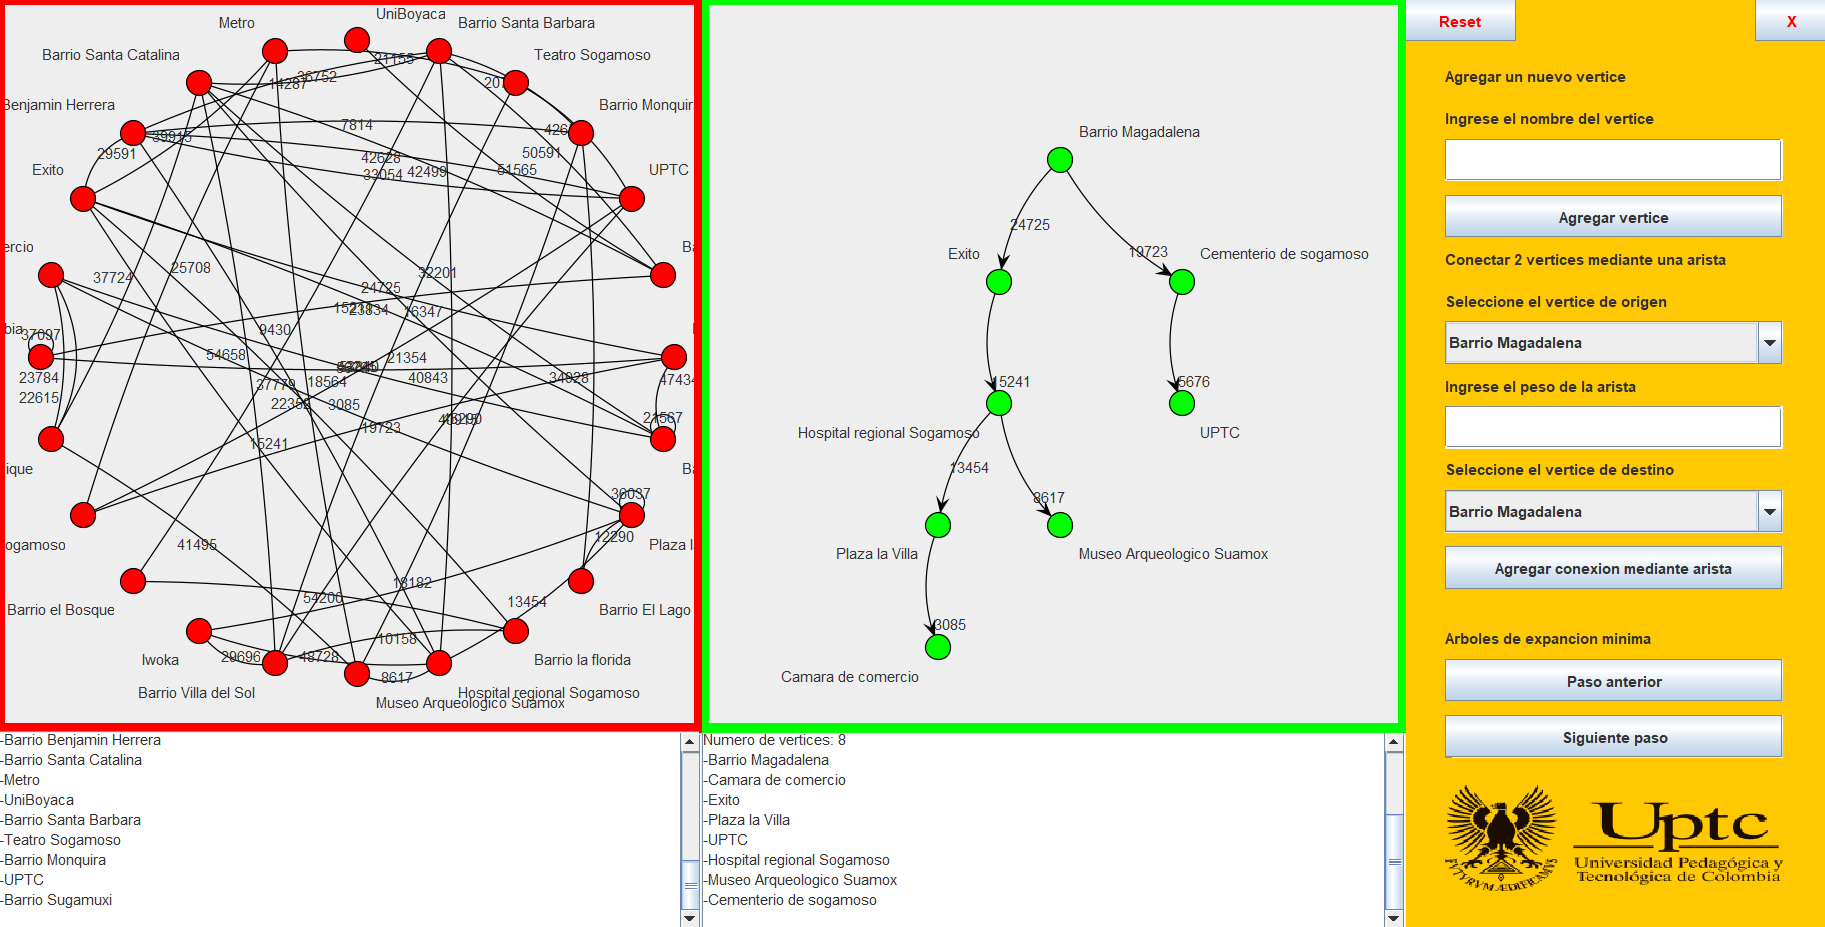 Metro
UniBoyaca
Barrio Santa Barbara
Barrio Santa Catalina
Teatro Sogamoso
Benjamin Herrera
Barrio Monquira
Exito
UPTC
ercio
Ba
bia
ique
Ba
ogamoso
Plaza l
Barrio el Bosque
Barrio El Lago
Iwoka
Barrio la florida
Barrio Villa del Sol
Hospital regional Sogamoso
Museo Arqueologico Suamox
21155
36752
14287
207
39915
7814
426
29591
42628
50591
33054
42499
51565
37724
25708
32201
24725
23834
16347
37097
9430
54658
21354
23784
37779
18564
40843
34928
47434
22615
22352
3085
19723
21567
15241
36037
41495
12290
18182
54200
13454
10158
29696
48728
8617
Barrio Magadalena
24725
19723
Exito
Cementerio de sogamoso
15241
5676
Hospital regional Sogamoso
UPTC
13454
8617
Plaza la Villa
Museo Arqueologico Suamox
3085
Camara de comercio
-Barrio Benjamin Herrera
-Barrio Santa Catalina
-Metro
-UniBoyaca
-Barrio Santa Barbara
-Teatro Sogamoso
-Barrio Monquira
-UPTC
-Barrio Sugamuxi
Numero de vertices: 8
-Barrio Magadalena
-Camara de comercio
-Exito
-Plaza la Villa
-UPTC
-Hospital regional Sogamoso
-Museo Arqueologico Suamox
-Cementerio de sogamoso
Reset
X
Agregar un nuevo vertice
Ingrese el nombre del vertice
Agregar vertice
Conectar 2 vertices mediante una arista
Seleccione el vertice de origen
Barrio Magadalena
Ingrese el peso de la arista
Seleccione el vertice de destino
Barrio Magadalena
Agregar conexion mediante arista
Arboles de expancion minima
Paso anterior
Siguiente paso
Uptc
Universidad Pedagógica y
Tecnológica de Colombia